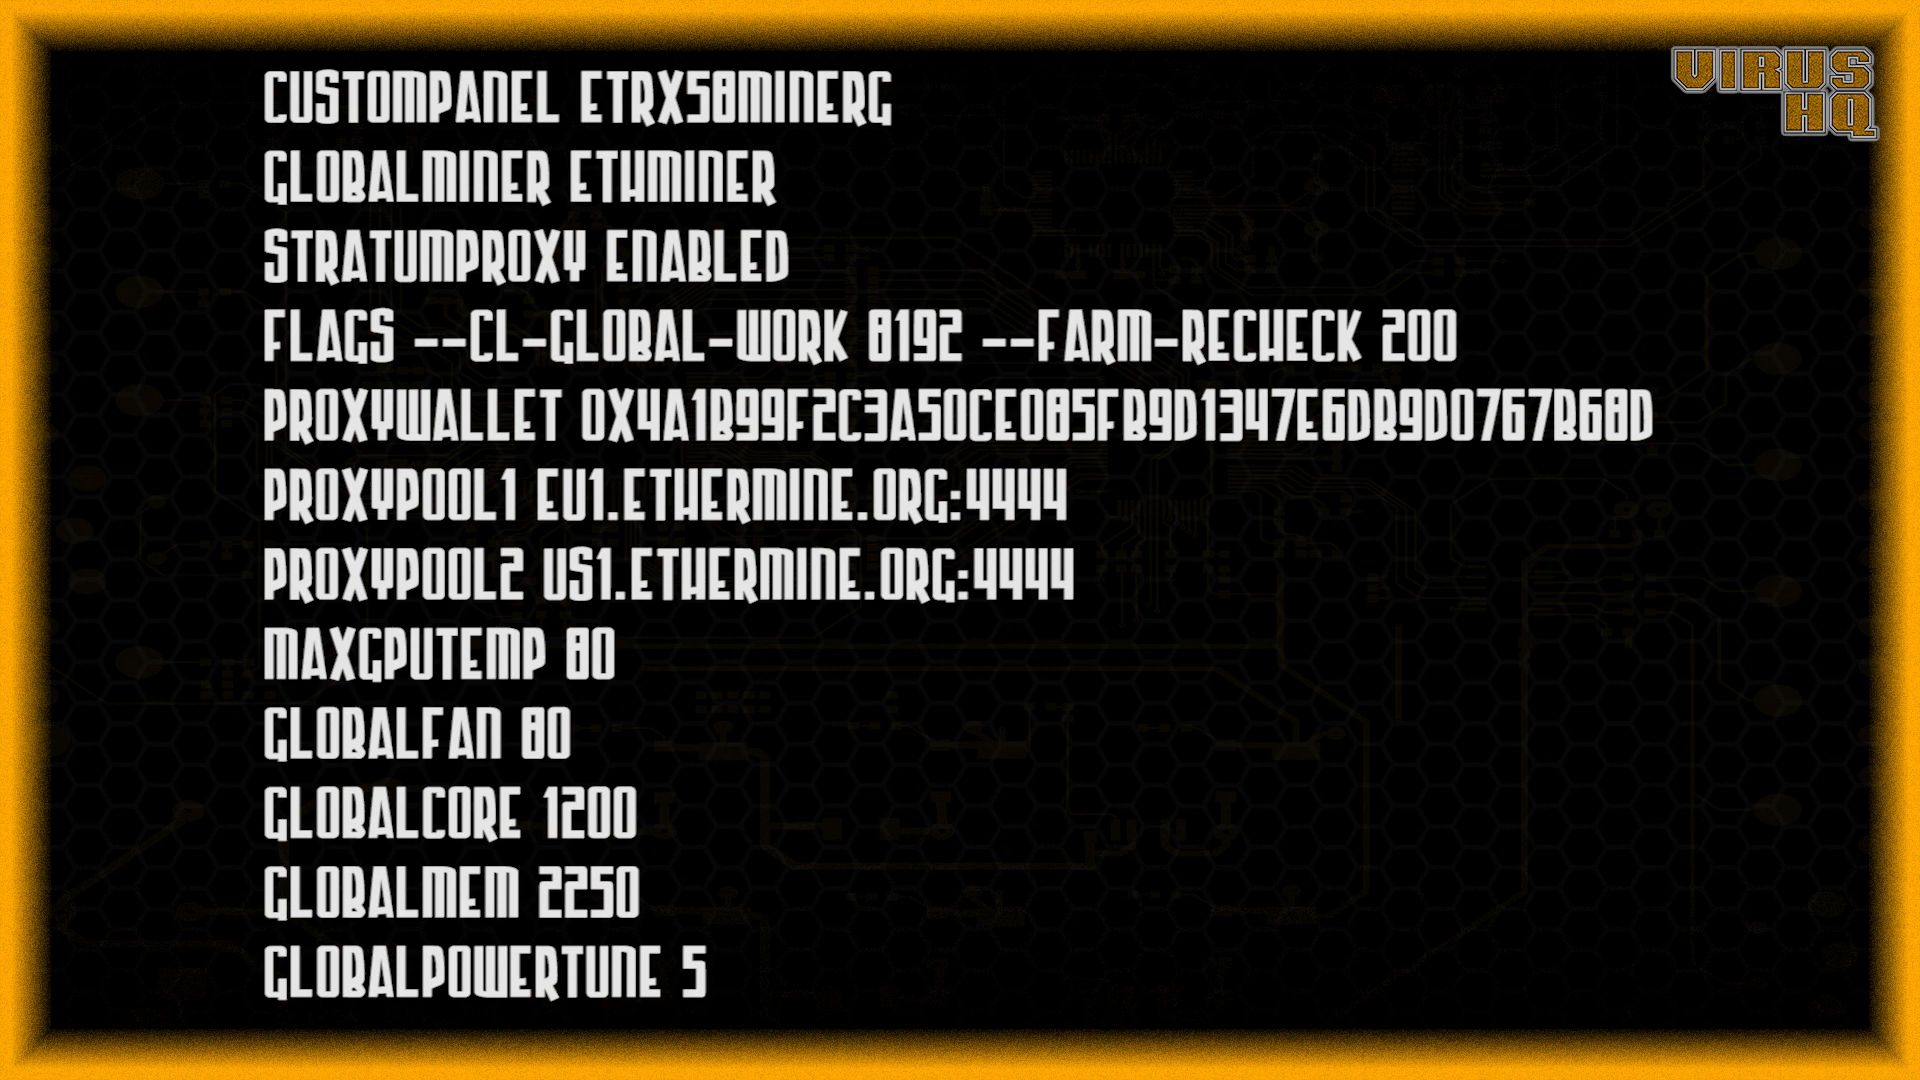 VIRUS
HQ
CUSTOMPANEL ETRX58MINERG
GLOBALMINER ETHMINER
STRATUMPROXY ENABLED
FLAGS --CL-GLOBAL-WORK 8192 --FARM-RECHECK 200
PROXYWALLET 0X4A1B99F2C3A50CE085FB9D1347E6DB9D0767B68D
PROXYPOOL1 EU1.ETHERMINE.ORG:4444
PROXYPOOL2 US1.ETHERMINE.ORG:4444
MAXGPUTEMP 80
GLOBALFAN 80
GLOBALCORE 1200
GLOBALMEM 2250
GLOBALPOWERTUNE 5